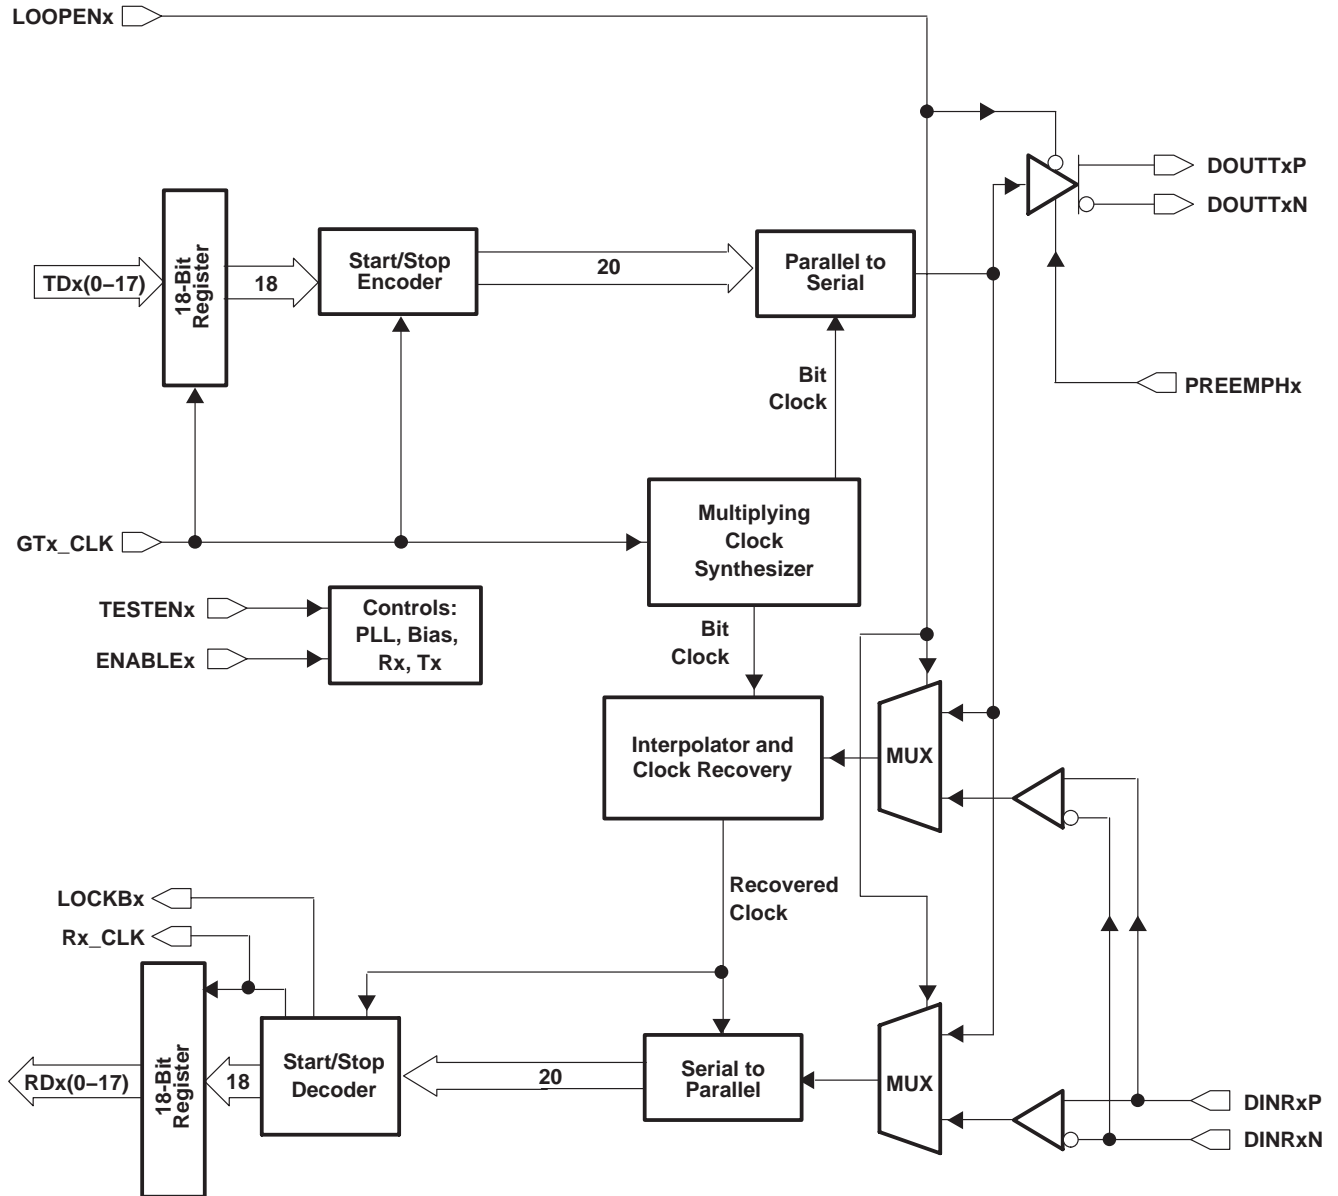 LOOPENx
DOUTTxP
DOUTTxN
TDx(0–17)
18-Bit
Register
18
Start/Stop
Encoder
20
Parallel to
Serial
Bit
Clock
PREEMPHx
GTx_CLK
Multiplying
Clock
Synthesizer
TESTENx
ENABLEx
Controls:
PLL, Bias,
Rx, Tx
Bit
Clock
Interpolator and
Clock Recovery
MUX
Recovered
Clock
LOCKBx
Rx_CLK
RDx(0–17)
18-Bit
Register
18
Start/Stop
Decoder
20
Serial to
Parallel
MUX
DINRxP
DINRxN